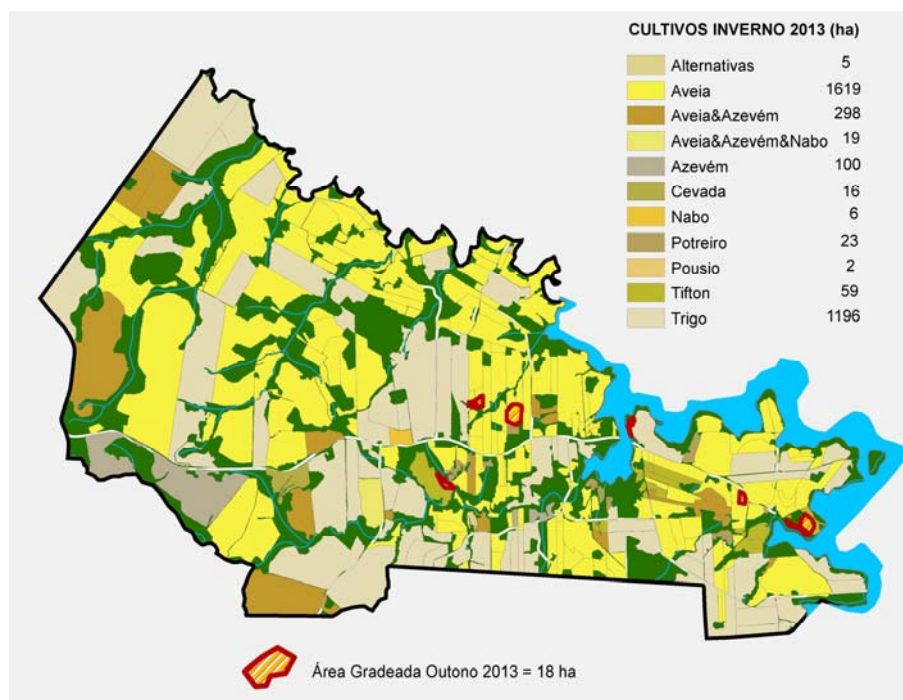 CULTIVOS INVERNO 2013 (ha)
Alternativas 5
Aveia 1619
Aveia&Azevém 298
Aveia&Azevém&Nabo 19
Azevém 100
Cevada 16
Nabo 6
Potreiro 23
Pousio 2
Tifton 59
Trigo 1196
Área Gradeada Outono 2013 = 18 ha